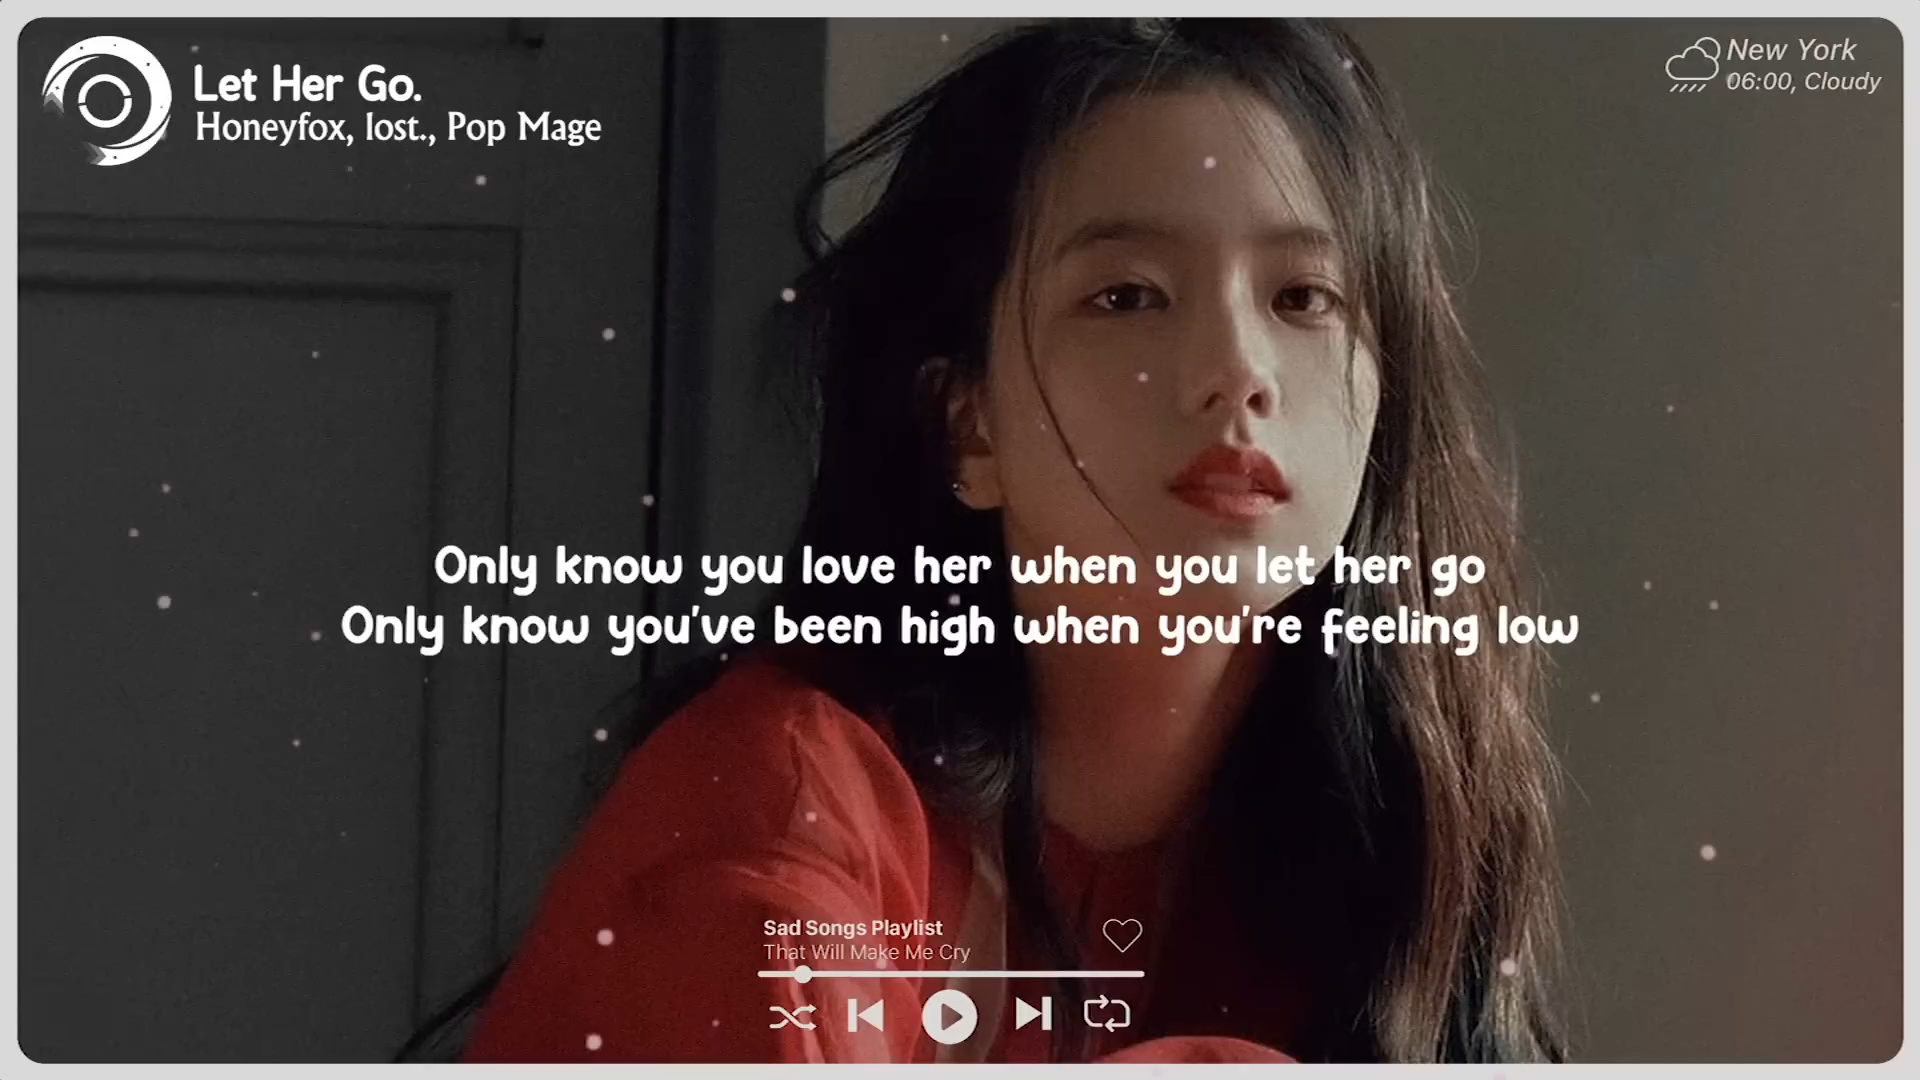 Let Her Go.
Honeyfox, lost., Pop Mage
New York
06:00, Cloudy
Only know you love her when you let her go
Only know you've been high when you're feeling low
Sad Songs Playlist
That Will Make Me Cry